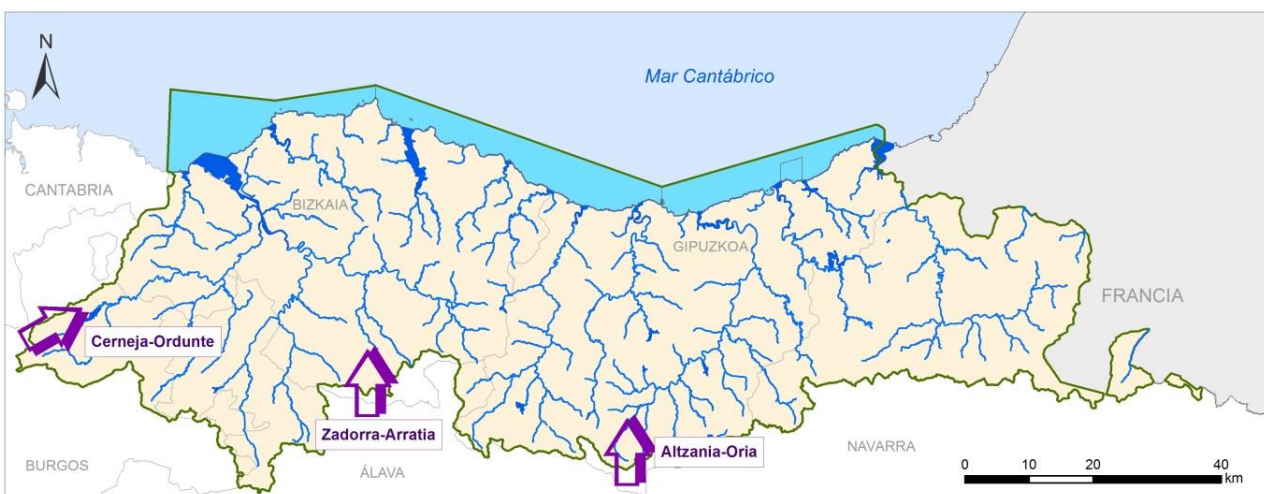 N
Mar Cantábrico
CANTABRIA
BIZKAIA
GIPUZKOA
FRANCIA
Cerneja-Ordunte
Zadorra-Arratia
Altzania-Oria
NAVARRA
BURGOS
ÁLAVA
0 10 20 40
km